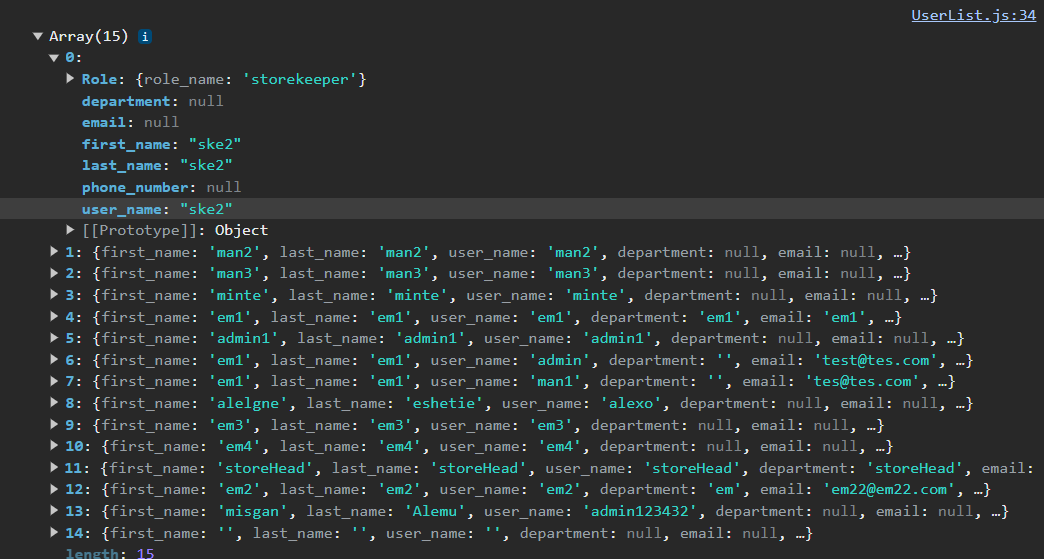 UserList.js:34
▼ Array(15) i
▼ 0:
▶ Role: {role_name: 'storekeeper'}
department: null
email: null
first_name: "ske2"
last_name: "ske2"
phone_number: null
user_name: "ske2"
▶ [[Prototype]]: Object
▶ 1: {first_name: 'man2', last_name: 'man2', user_name: 'man2', department: null, email: null, …}
▶ 2: {first_name: 'man3', last_name: 'man3', user_name: 'man3', department: null, email: null, …}
▶ 3: {first_name: 'minte', last_name: 'minte', user_name: 'minte', department: null, email: null, …}
▶ 4: {first_name: 'em1', last_name: 'em1', user_name: 'em1', department: 'em1', email: 'em1', …}
▶ 5: {first_name: 'admin1', last_name: 'admin1', user_name: 'admin1', department: null, email: null, …}
▶ 6: {first_name: 'em1', last_name: 'em1', user_name: 'admin', department: '', email: 'test@tes.com', …}
▶ 7: {first_name: 'em1', last_name: 'em1', user_name: 'man1', department: '', email: 'tes@tes.com', …}
▶ 8: {first_name: 'alelgne', last_name: 'eshetie', user_name: 'alexo', department: null, email: null, …}
▶ 9: {first_name: 'em3', last_name: 'em3', user_name: 'em3', department: null, email: null, …}
▶ 10: {first_name: 'em4', last_name: 'em4', user_name: 'em4', department: null, email: null, …}
▶ 11: {first_name: 'storeHead', last_name: 'storeHead', user_name: 'storeHead', department: 'storeHead', email:
▶ 12: {first_name: 'em2', last_name: 'em2', user_name: 'em2', department: 'em', email: 'em22@em22.com', …}
▶ 13: {first_name: 'misgan', last_name: 'Alemu', user_name: 'admin123432', department: null, email: null, …}
▶ 14: {first_name: '', last_name: '', user_name: '', department: null, email: null, …}
length: 15